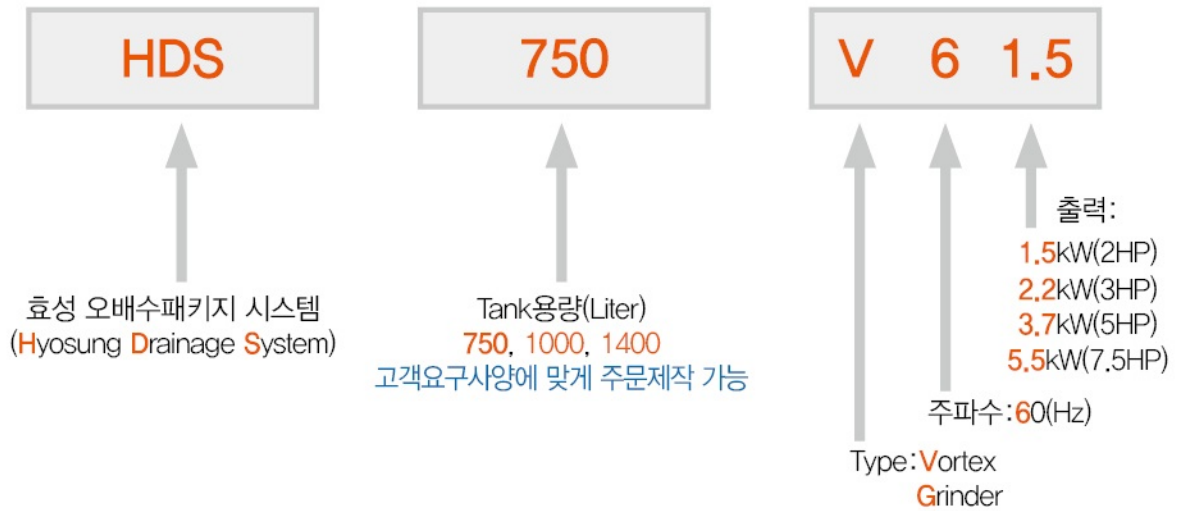 HDS
750
V 6 1.5
효성 오배수패키지 시스템
(Hyosung Drainage System)
Tank용량(Liter)
750, 1000, 1400
고객요구사양에 맞게 주문제작 가능
출력:
1.5kW(2HP)
2.2kW(3HP)
3.7kW(5HP)
5.5kW(7.5HP)
주파수:60(Hz)
Type:Vortex
Grinder